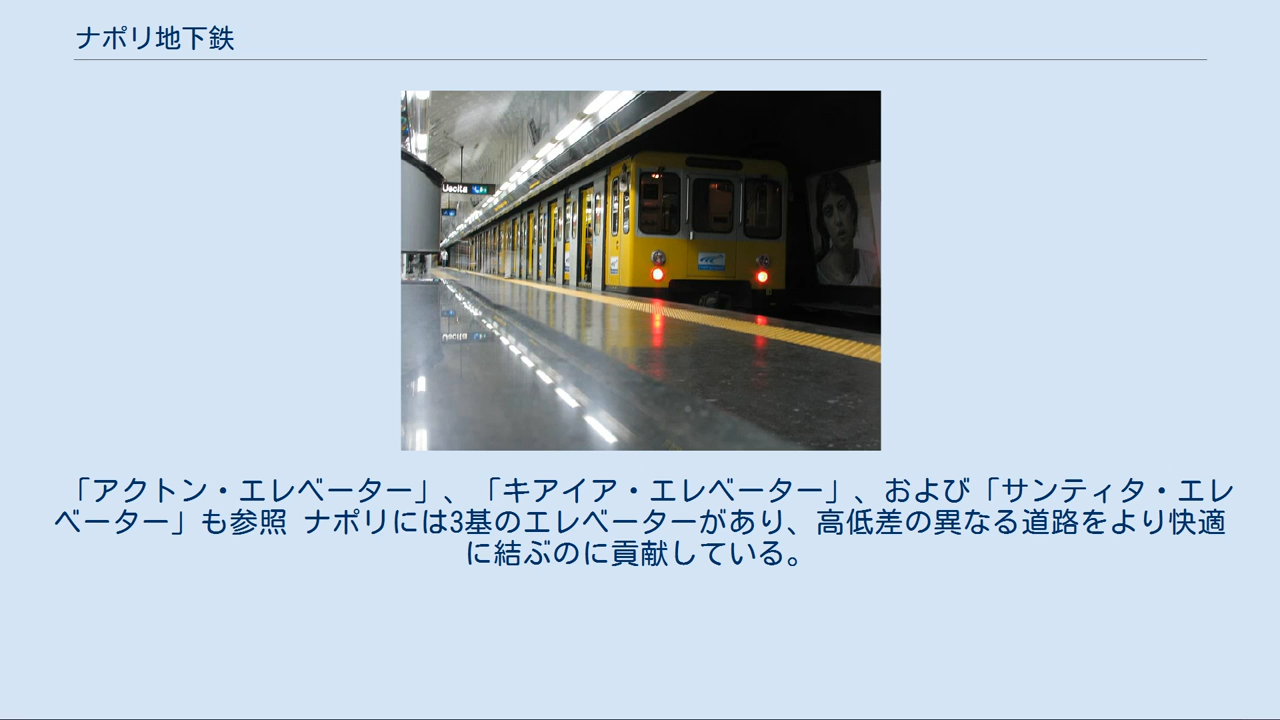 ナポリ地下鉄
Uscita
「アクトン・エレベーター」、「キアイア・エレベーター」、および「サンティタ・エレ
ベーター」も参照 ナポリには3基のエレベーターがあり、高低差の異なる道路をより快適
に結ぶのに貢献している。